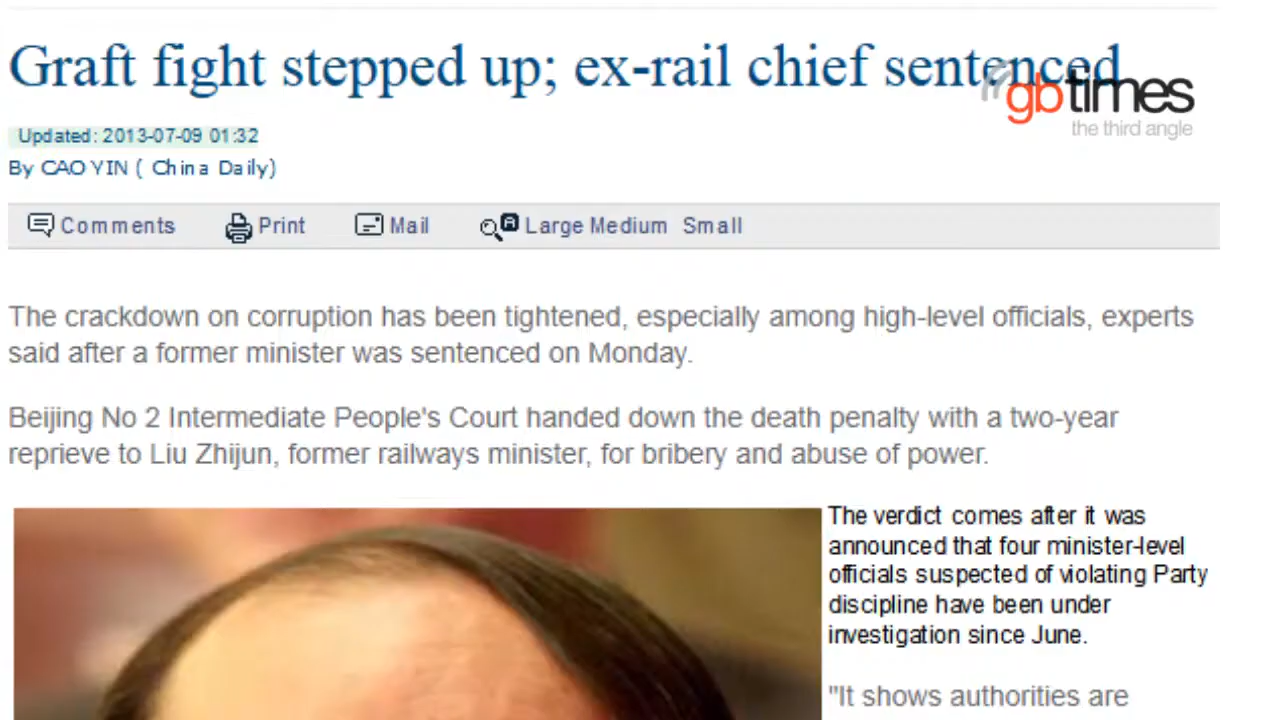 Graft fight stepped up; ex-rail chief sentenced
gbtimes
the third angle
Updated: 2013-07-09 01:32
By CAO YIN ( China Daily)
Comments Print Mail A Large Medium Small
The crackdown on corruption has been tightened, especially among high-level officials, experts
said after a former minister was sentenced on Monday.
Beijing No 2 Intermediate People's Court handed down the death penalty with a two-year
reprieve to Liu Zhijun, former railways minister, for bribery and abuse of power.
The verdict comes after it was
announced that four minister-level
officials suspected of violating Party
discipline have been under
investigation since June.
"It shows authorities are